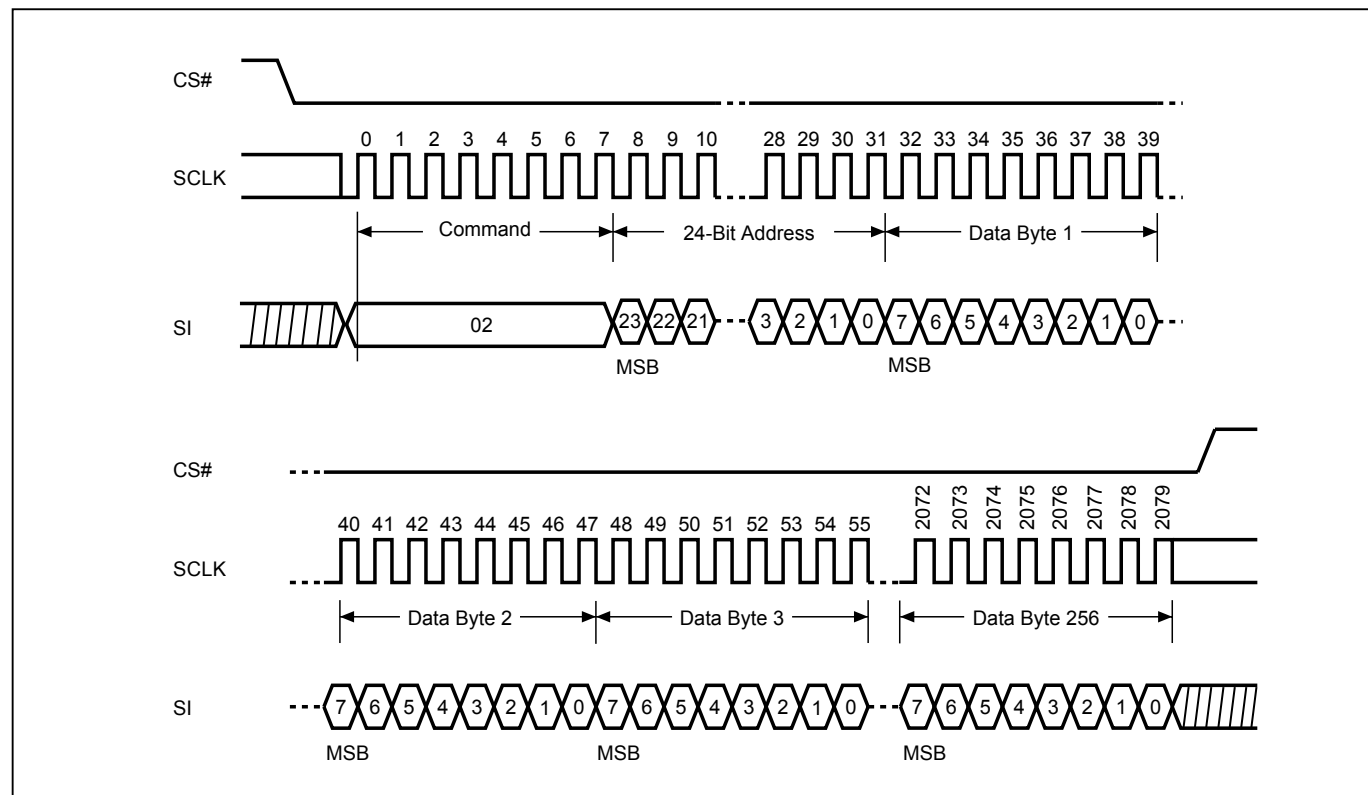 CS#
0 1 2 3 4 5 6 7 8 9 10 28 29 30 31 32 33 34 35 36 37 38 39
SCLK
Command 24-Bit Address Data Byte 1
SI 02 23 22 21 3 2 1 0 7 6 5 4 3 2 1 0
MSB MSB
CS#
40 41 42 43 44 45 46 47 48 49 50 51 52 53 54 55 2072 2073 2074 2075 2076 2077 2078 2079
SCLK
Data Byte 2 Data Byte 3 Data Byte 256
SI 7 6 5 4 3 2 1 0 7 6 5 4 3 2 1 0 7 6 5 4 3 2 1 0
MSB MSB MSB